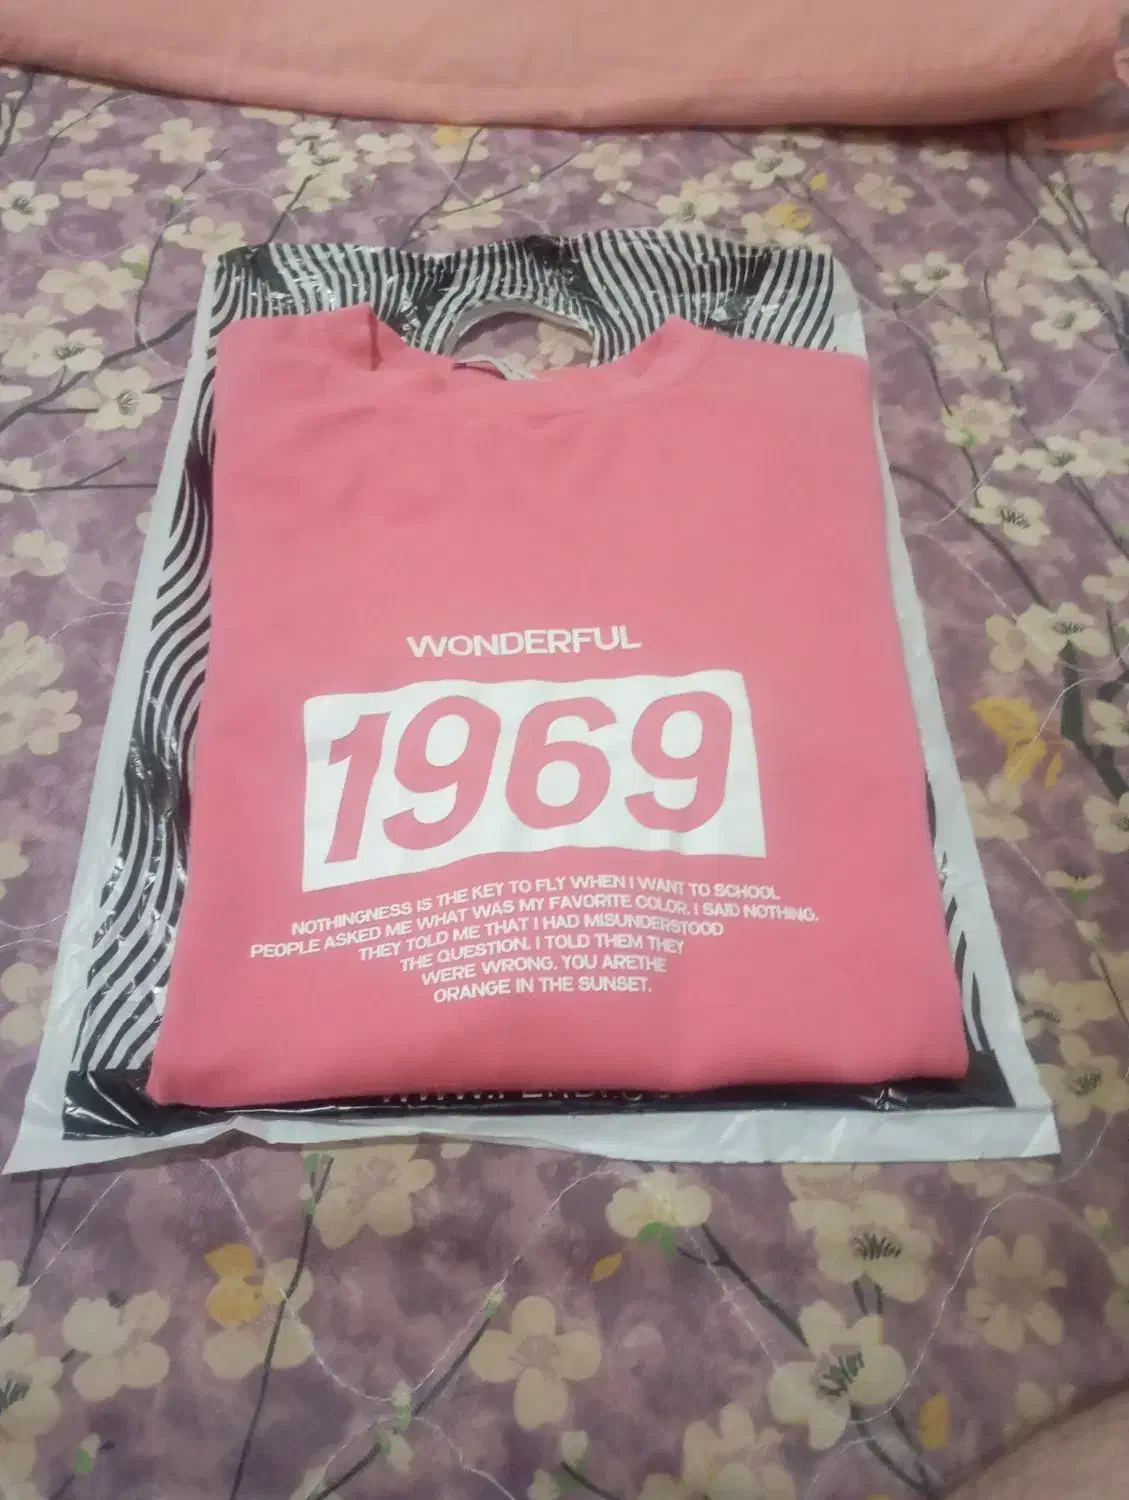 WONDERFUL
1969
NOTHINGNESS IS THE KEY TO FLY WHEN I WANT TO SCHOOL
PEOPLE ASKED ME WHAT WAS MY FAVORITE COLOR. I SAID NOTHING.
THEY TOLD ME THAT I HAD MISUNDERSTOOD
THE QUESTION. I TOLD THEM THEY
WERE WRONG. YOU ARETHE
ORANGE IN THE SUNSET.